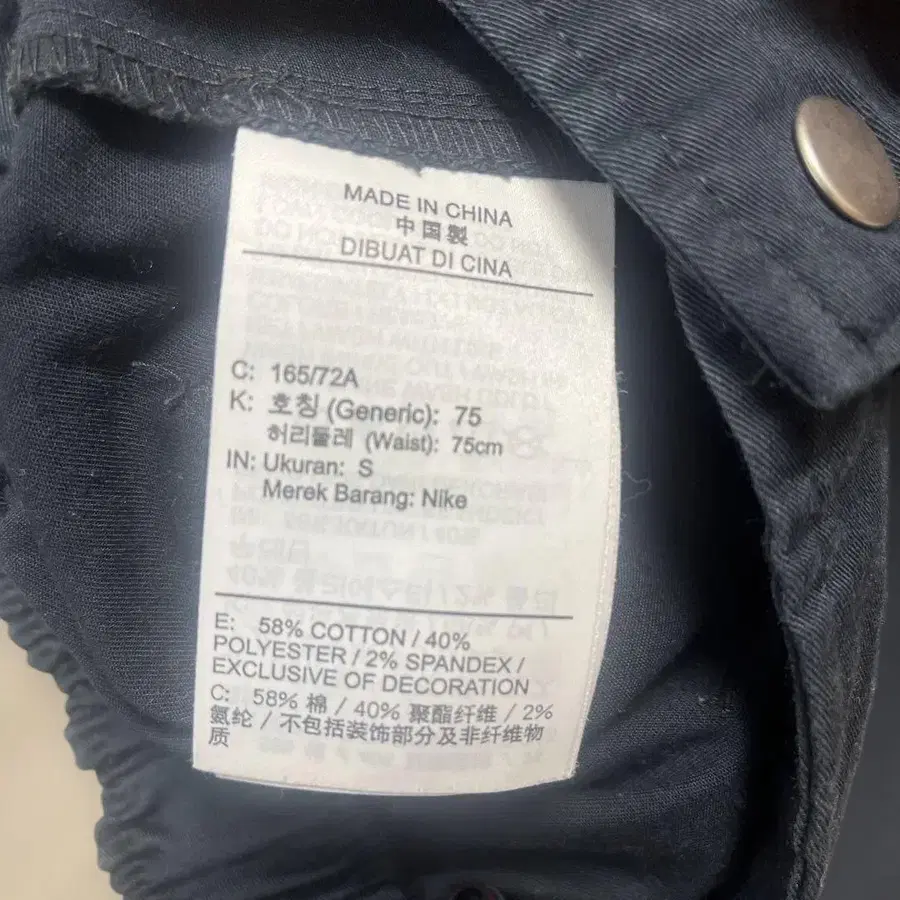 MADE IN CHINA
中国製
DIBUAT DI CINA
C: 165/72A
K: 호칭 (Generic): 75
허리둘레 (Waist): 75cm
IN: Ukuran: S
Merek Barang: Nike
E: 58% COTTON / 40%
POLYESTER / 2% SPANDEX /
EXCLUSIVE OF DECORATION
C: 58% 棉 / 40% 聚酯纤维 / 2%
氨纶 / 不包括装饰部分及非纤维物
质